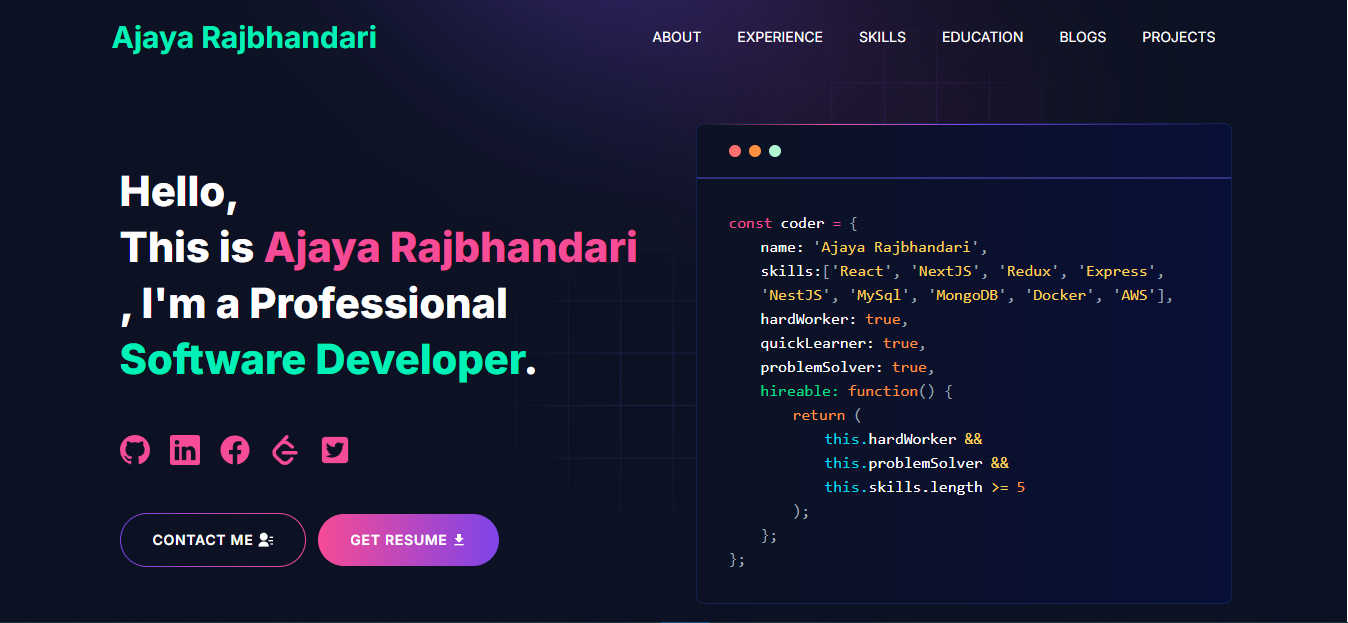 Ajaya Rajbhandari
ABOUT EXPERIENCE SKILLS EDUCATION BLOGS PROJECTS
Hello,
This is Ajaya Rajbhandari
, I'm a Professional
Software Developer.
CONTACT ME
GET RESUME
const coder = {
name: 'Ajaya Rajbhandari',
skills:['React', 'NextJS', 'Redux', 'Express',
'NestJS', 'MySql', 'MongoDB', 'Docker', 'AWS'],
hardWorker: true,
quickLearner: true,
problemSolver: true,
hireable: function() {
return (
this.hardWorker &&
this.problemSolver &&
this.skills.length >= 5
);
};
};